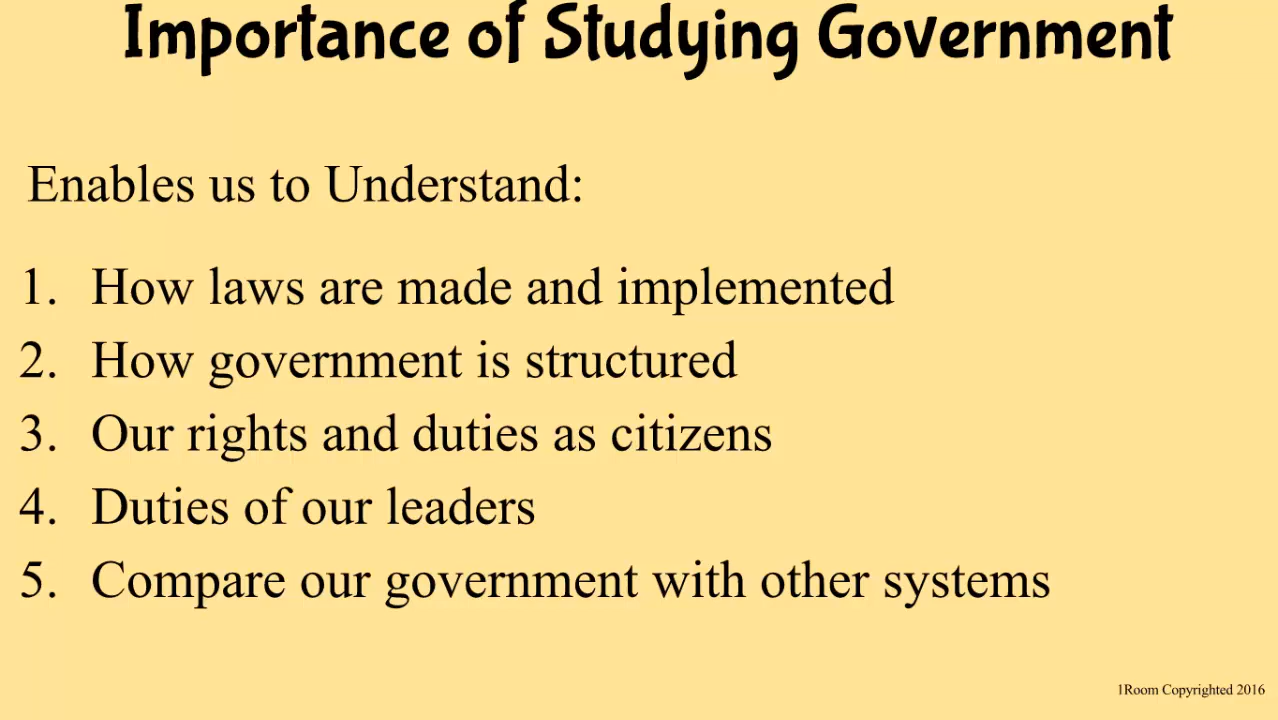 Importance of Studying Government
Enables us to Understand:
1. How laws are made and implemented
2. How government is structured
3. Our rights and duties as citizens
4. Duties of our leaders
5. Compare our government with other systems
1Room Copyrighted 2016